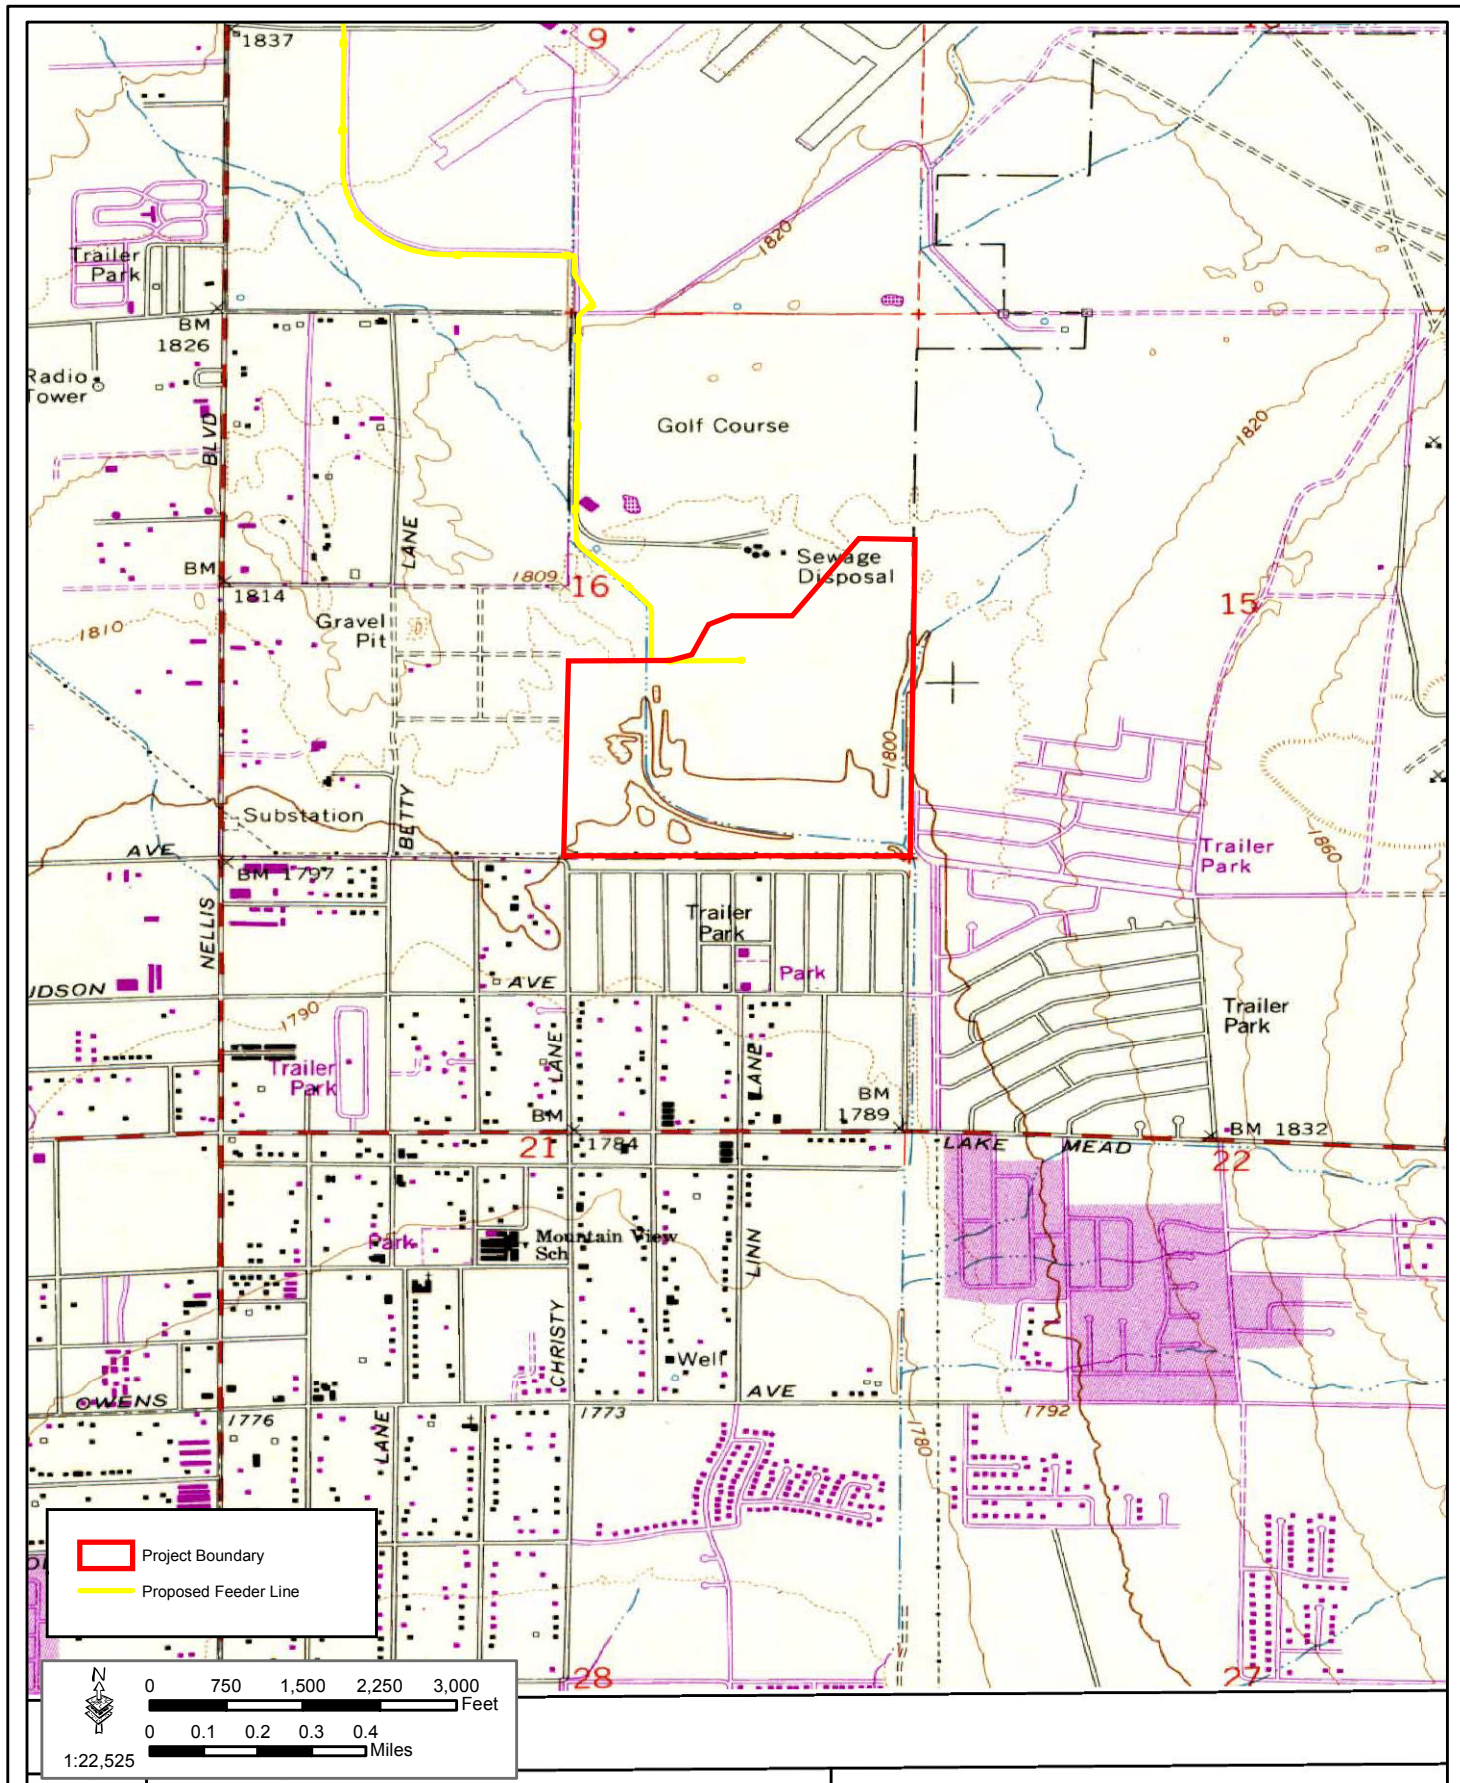 1837
9
1820
Trailer
Park
BM
1826
Radio
Tower
BLVD
Golf Course
1820
LANE
Sewage
Disposal
BM
1814
1809
16
15
1810
Gravel
Pit
1800
Substation
BETTY
AVE
BM 1797
Trailer
Park
1860
NELLIS
Trailer
Park
Park
UDSON
AVE
1790
Trailer
Park
Trailer
Park
LANE
LANE
BM
1789
BM
1784
21
LAKE MEAD
BM 1832
22
Park
Mountain View
Sch
LINN
CHRISTY
Well
OWENS
AVE
1776
LANE
1773
1792
1780
Project Boundary
Proposed Feeder Line
28
27
N
0 750 1,500 2,250 3,000
Feet
0 0.1 0.2 0.3 0.4
Miles
1:22,525